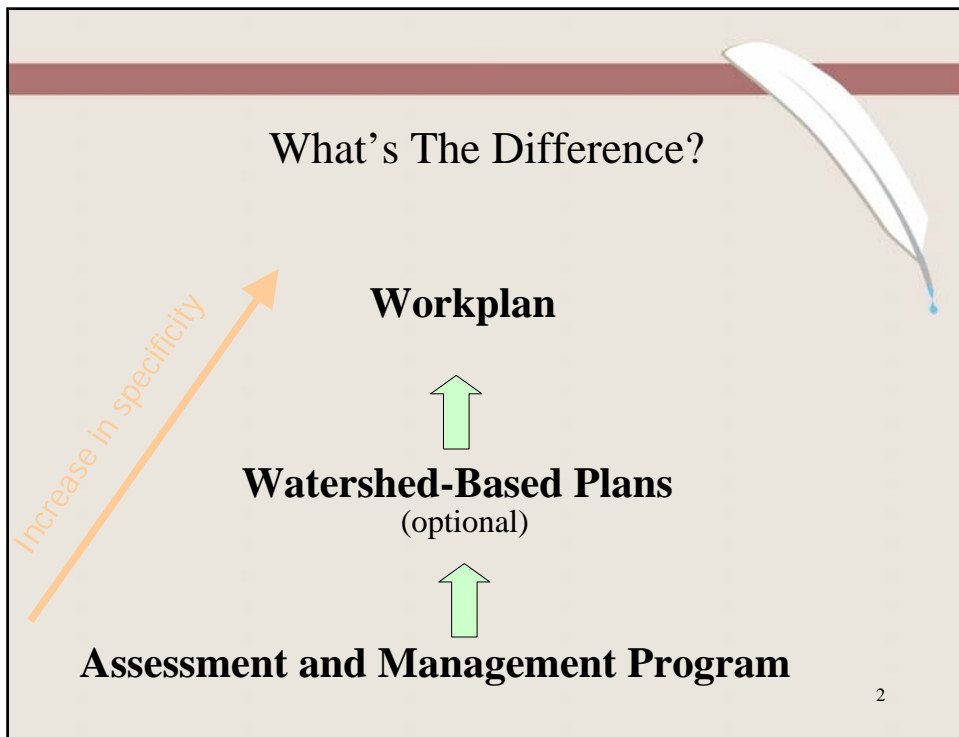 What’s The Difference?
Workplan
Increase in specificity
Watershed-Based Plans
(optional)
Assessment and Management Program
2